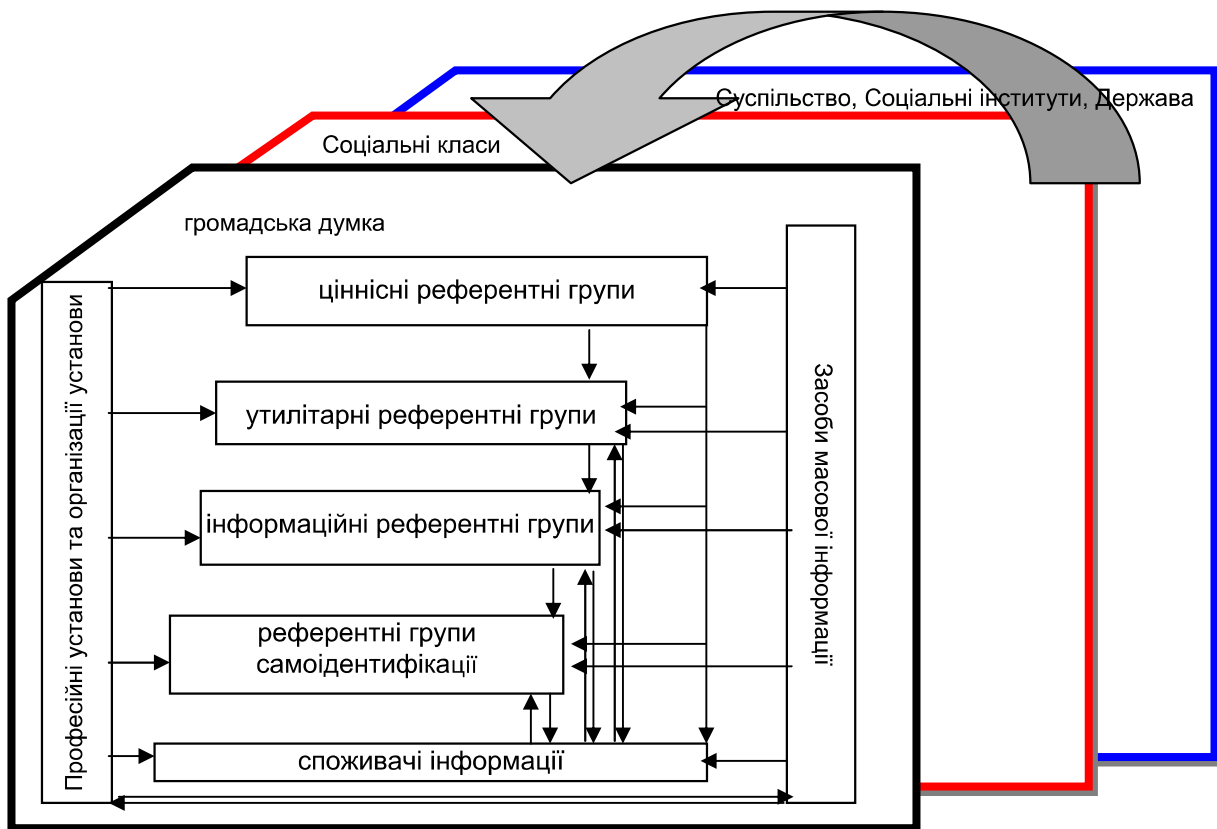 Суспільство, Соціальні інститути, Держава
Соціальні класи
громадська думка
Професійні установи та організації установи
ціннісні референтні групи
утилітарні референтні групи
інформаційні референтні групи
референтні групи
самоідентифікації
споживачі інформації
Засоби масової інформації